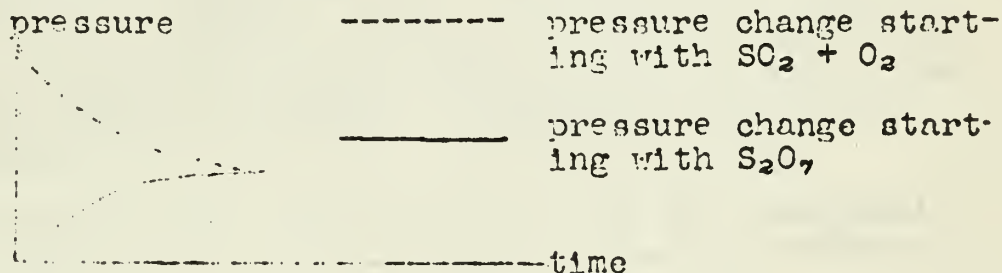 pressure
pressure change start-
ing with SO₂ + O₂
pressure change start-
ing with S₂O₇
time